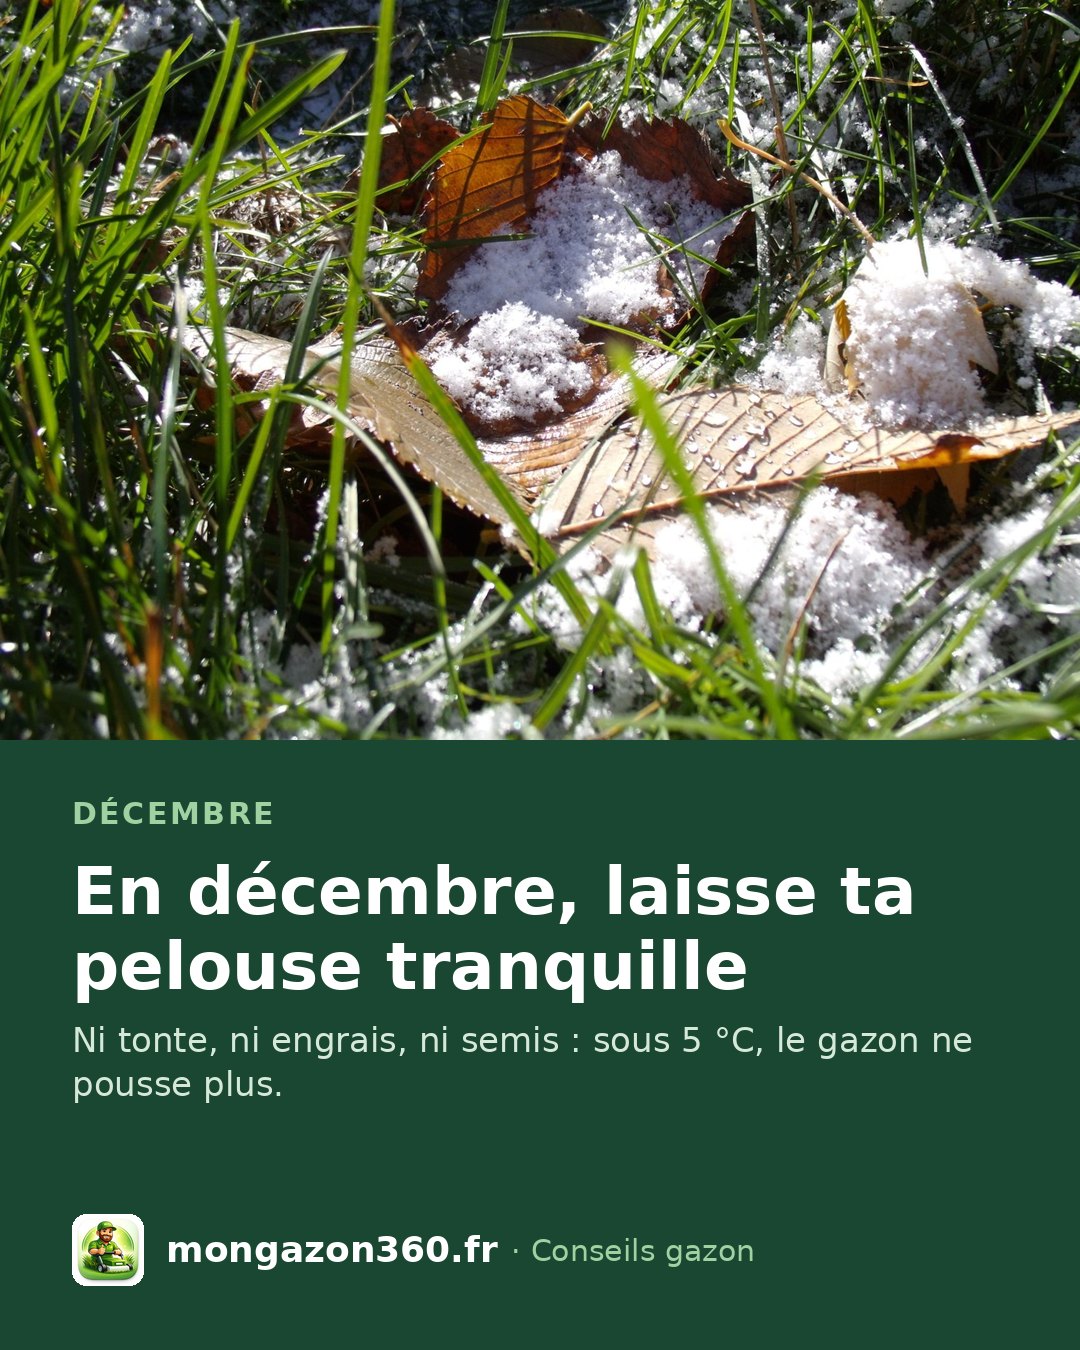 DÉCEMBRE
En décembre, laisse ta
pelouse tranquille
Ni tonte, ni engrais, ni semis : sous 5 °C, le gazon ne
pousse plus.
mongazon360.fr · Conseils gazon